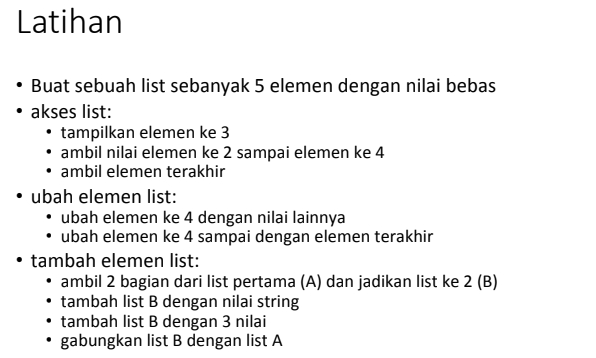 Latihan
• Buat sebuah list sebanyak 5 elemen dengan nilai bebas
• akses list:
• tampilkan elemen ke 3
• ambil nilai elemen ke 2 sampai elemen ke 4
• ambil elemen terakhir
• ubah elemen list:
• ubah elemen ke 4 dengan nilai lainnya
• ubah elemen ke 4 sampai dengan elemen terakhir
• tambah elemen list:
• ambil 2 bagian dari list pertama (A) dan jadikan list ke 2 (B)
• tambah list B dengan nilai string
• tambah list B dengan 3 nilai
• gabungkan list B dengan list A